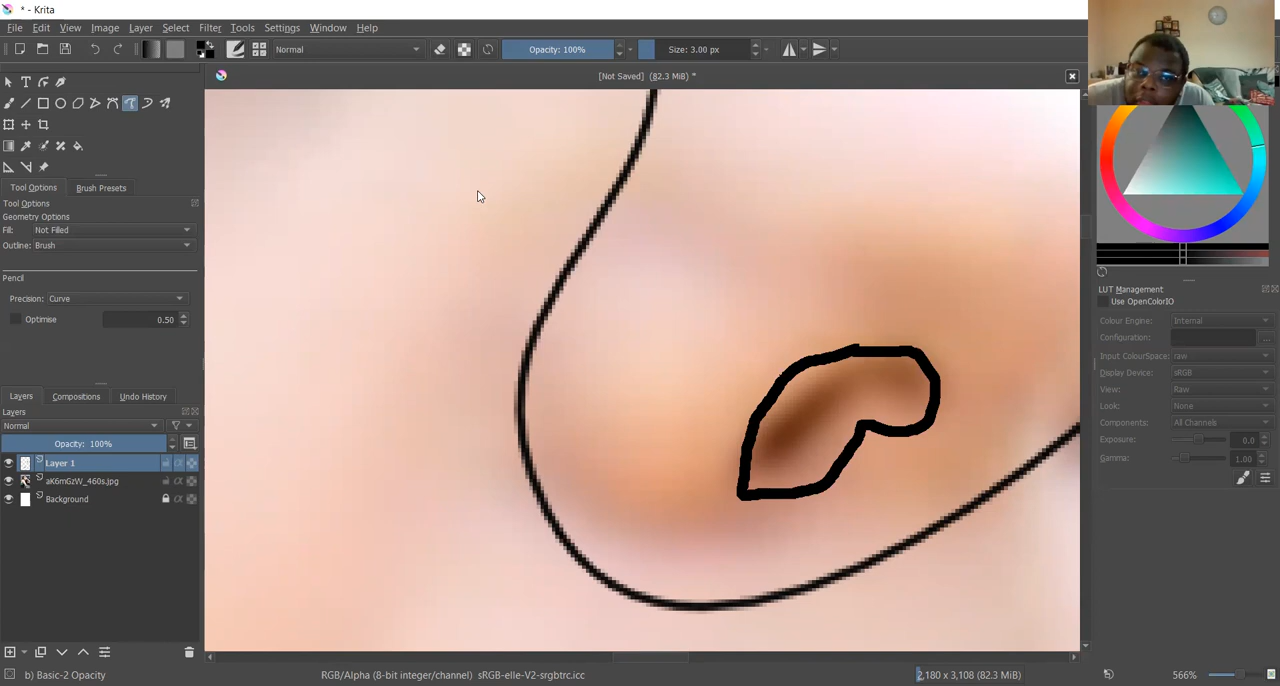 * - Krita
File Edit View Image Layer Select Filter Tools Settings Window Help
Normal Opacity: 100% Size: 3.00 px
[Not Saved] (82.3 MiB) *
Tool Options Brush Presets
Tool Options
Geometry Options
Fill: Not Filled
Outline: Brush
Pencil
Precision: Curve
Optimise 0.50
Layers Compositions Undo History
Layers
Normal
Opacity: 100%
Layer 1
aK6mGzW_460s.jpg
Background
LUT Management
Use OpenColorIO
Colour Engine: Internal
Configuration: ...
Input ColourSpace: raw
Display Device: sRGB
View: Raw
Look: None
Components: All Channels
Exposure: 0.0
Gamma: 1.00
b) Basic-2 Opacity RGB/Alpha (8-bit integer/channel) sRGB-elle-V2-srgbtrc.icc 2,180 x 3,108 (82.3 MiB) 566%